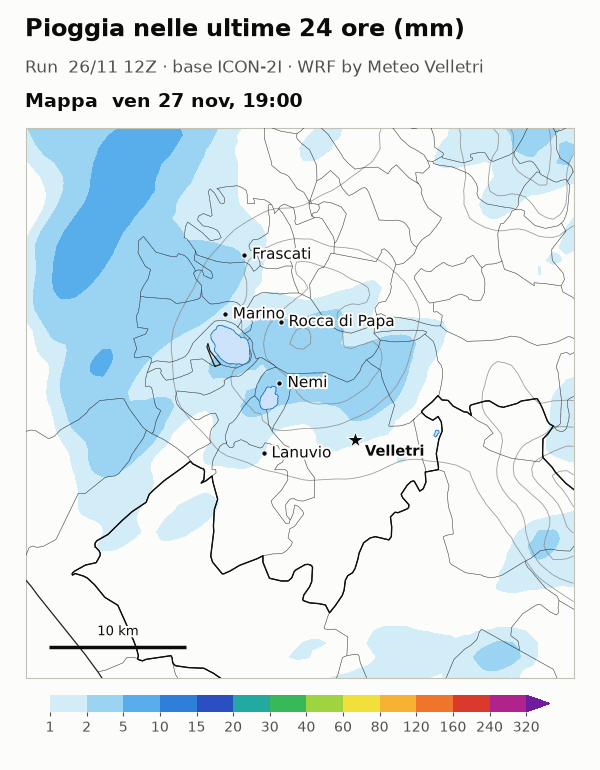 Pioggia nelle ultime 24 ore (mm)
Run  26/11 12Z · base ICON-2I · WRF by Meteo Velletri
Mappa  ven 27 nov, 19:00
Frascati
Marino
Rocca di Papa
Nemi
Velletri
Lanuvio
10 km
1 2 5 10 15 20 30 40 60 80 120 160 240 320